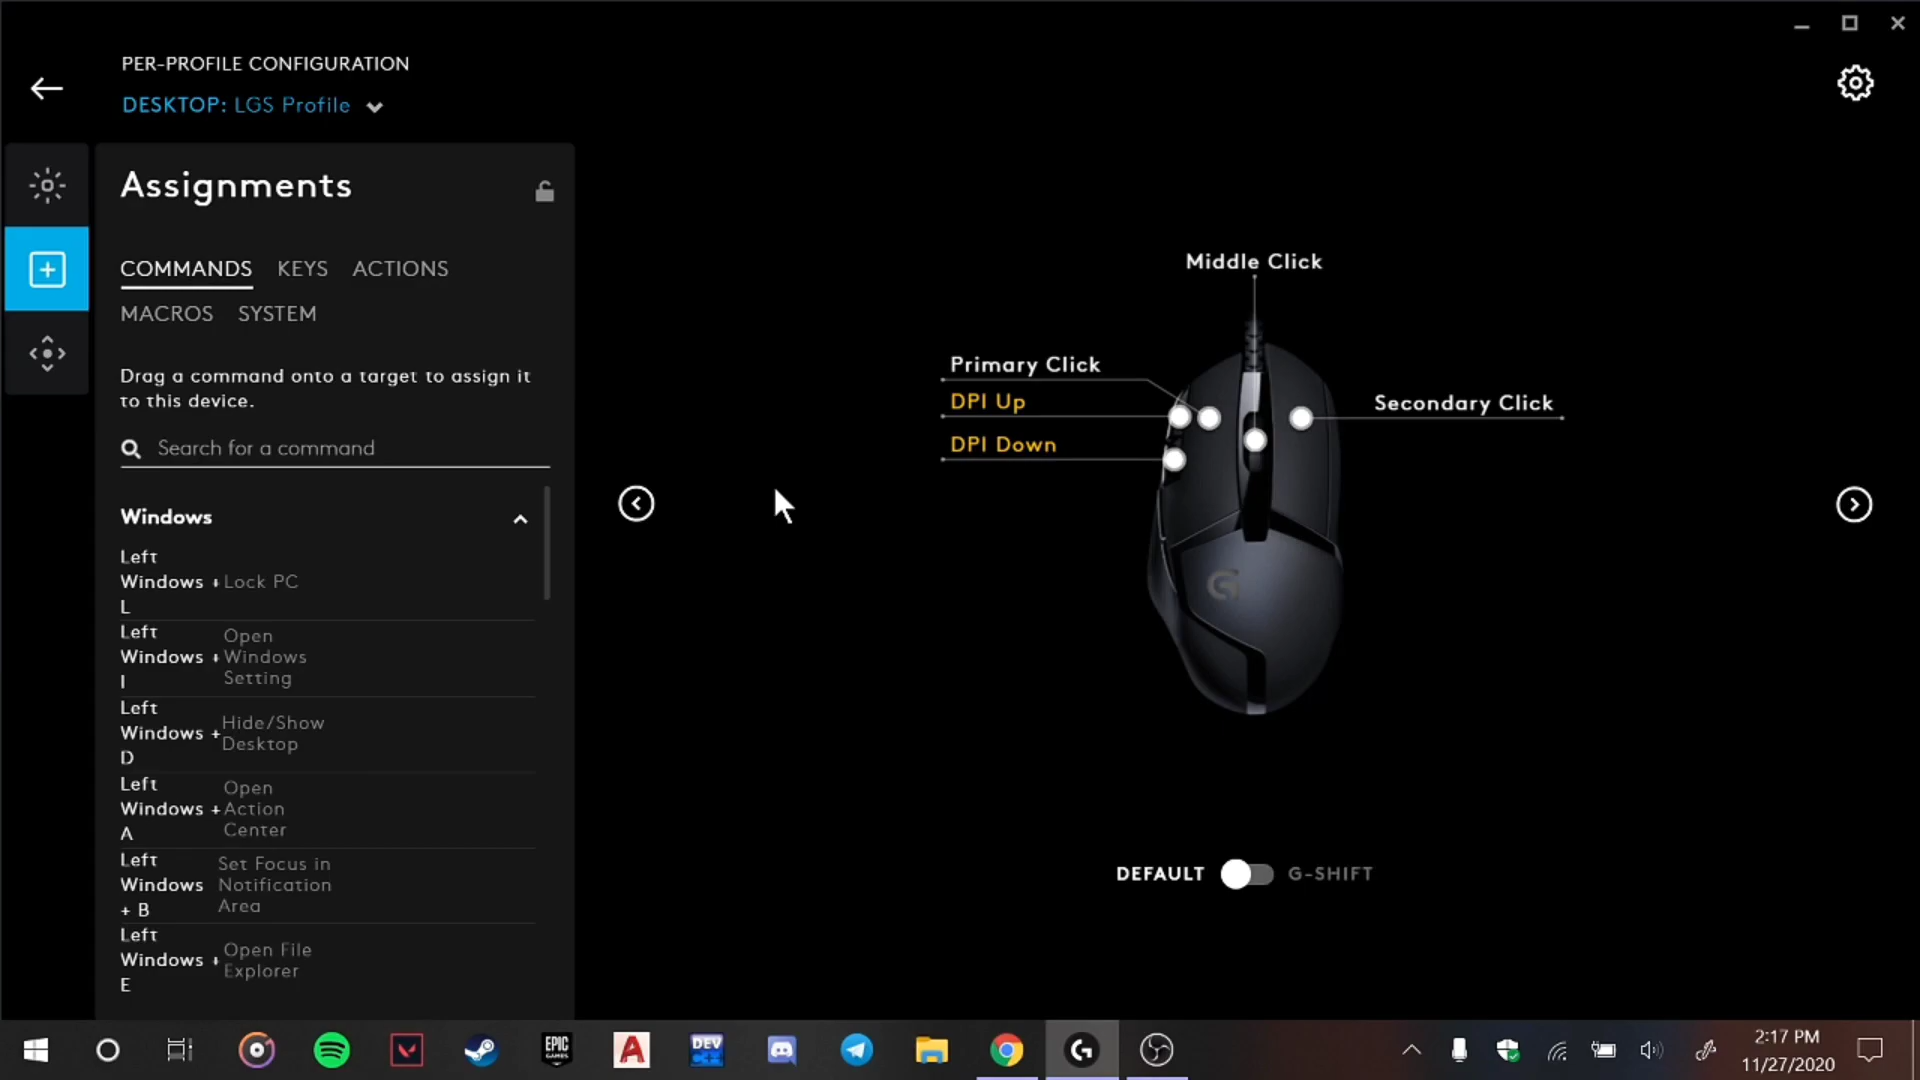 PER-PROFILE CONFIGURATION
DESKTOP: LGS Profile
Assignments
COMMANDS KEYS ACTIONS
MACROS SYSTEM
Drag a command onto a target to assign it
to this device.
Search for a command
Windows
Left
Windows + Lock PC
L
Left
Windows +
I
Open
Windows
Setting
Left
Windows +
D
Hide/Show
Desktop
Left
Windows +
A
Open
Action
Center
Left
Windows
+ B
Set Focus in
Notification
Area
Left
Windows +
E
Open File
Explorer
Middle Click
Primary Click
DPI Up
DPI Down
Secondary Click
DEFAULT
G-SHIFT
EPIC
GAMES
DEV
2:17 PM
11/27/2020